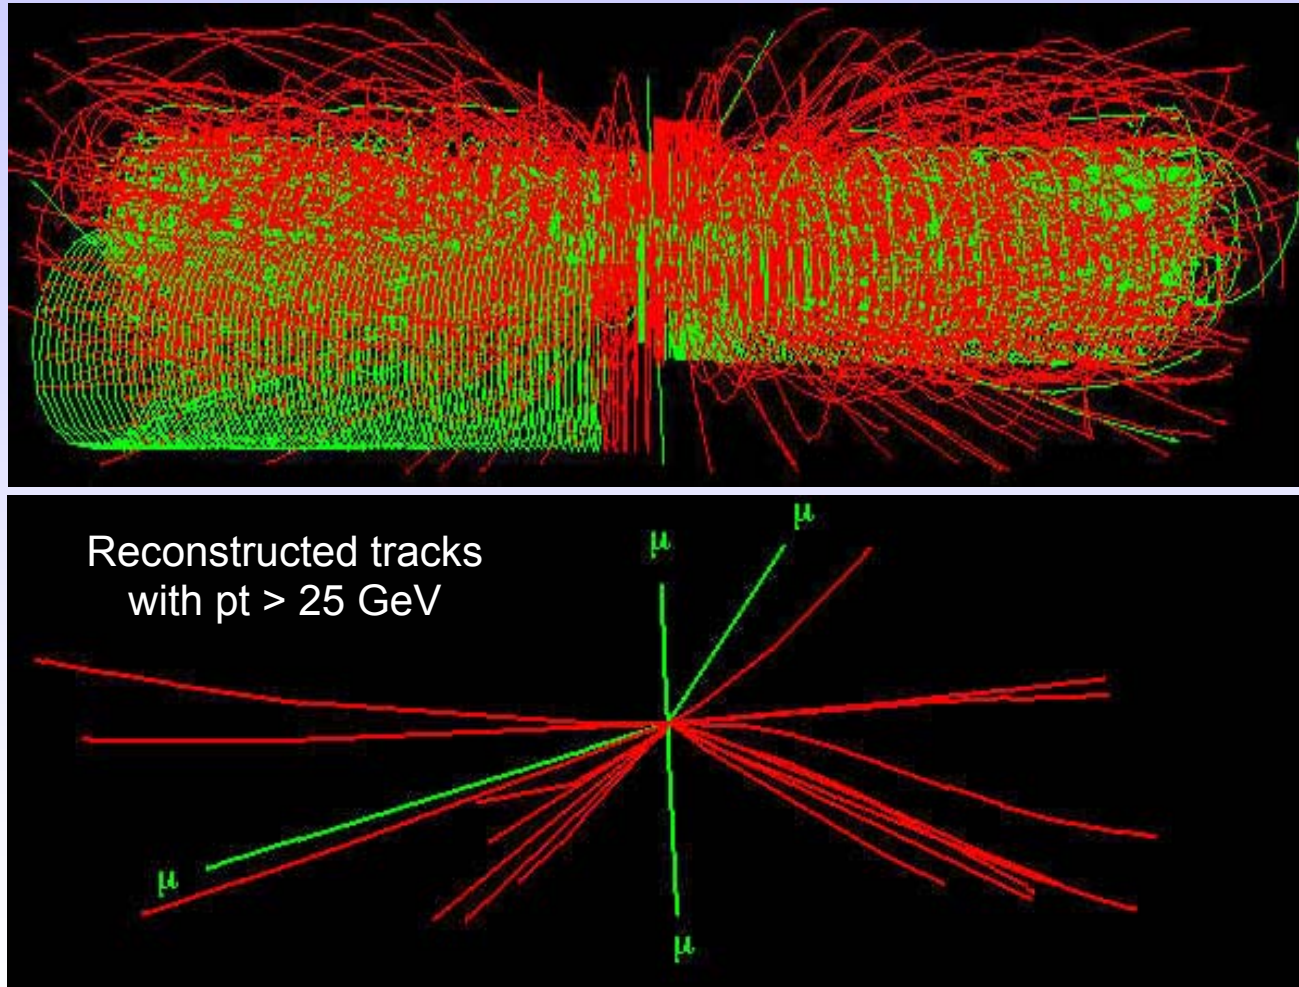 μ
μ
Reconstructed tracks
with pt > 25 GeV
μ
μ